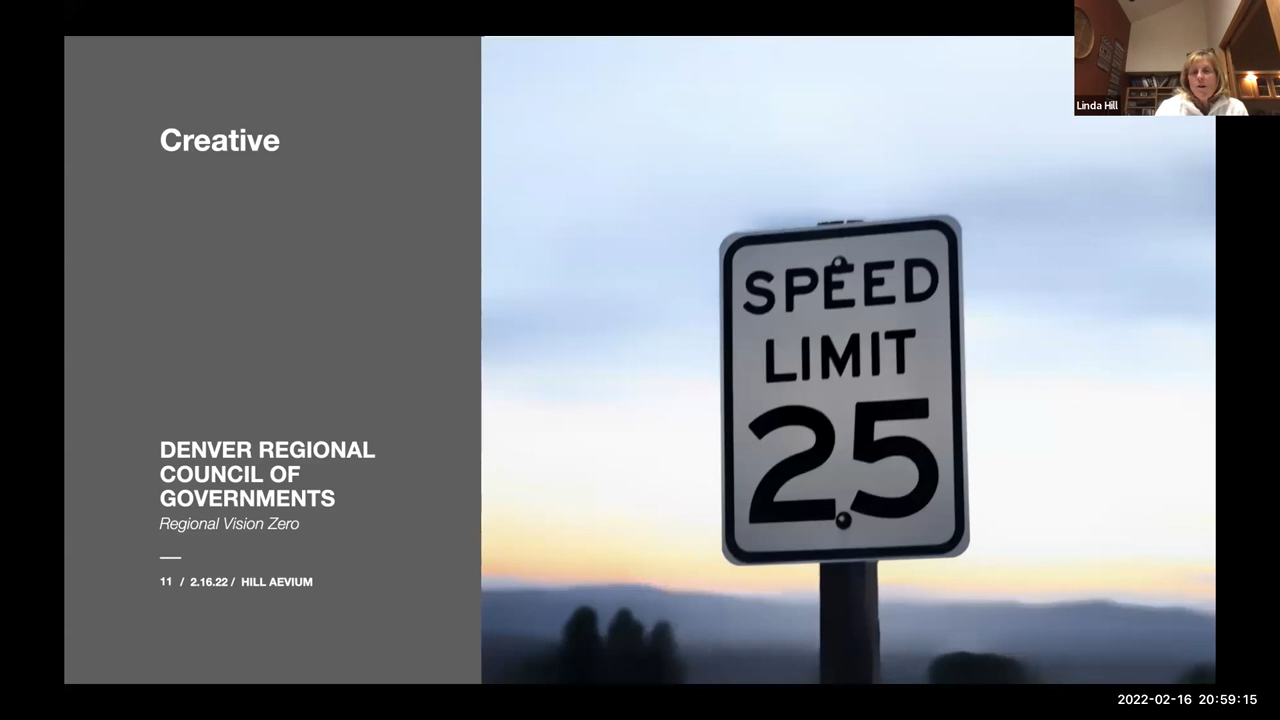 Creative
DENVER REGIONAL
COUNCIL OF
GOVERNMENTS
Regional Vision Zero
11 / 2.16.22 / HILL AEVIUM
SPEED
LIMIT
25
Linda Hill
2022-02-16 20:59:15